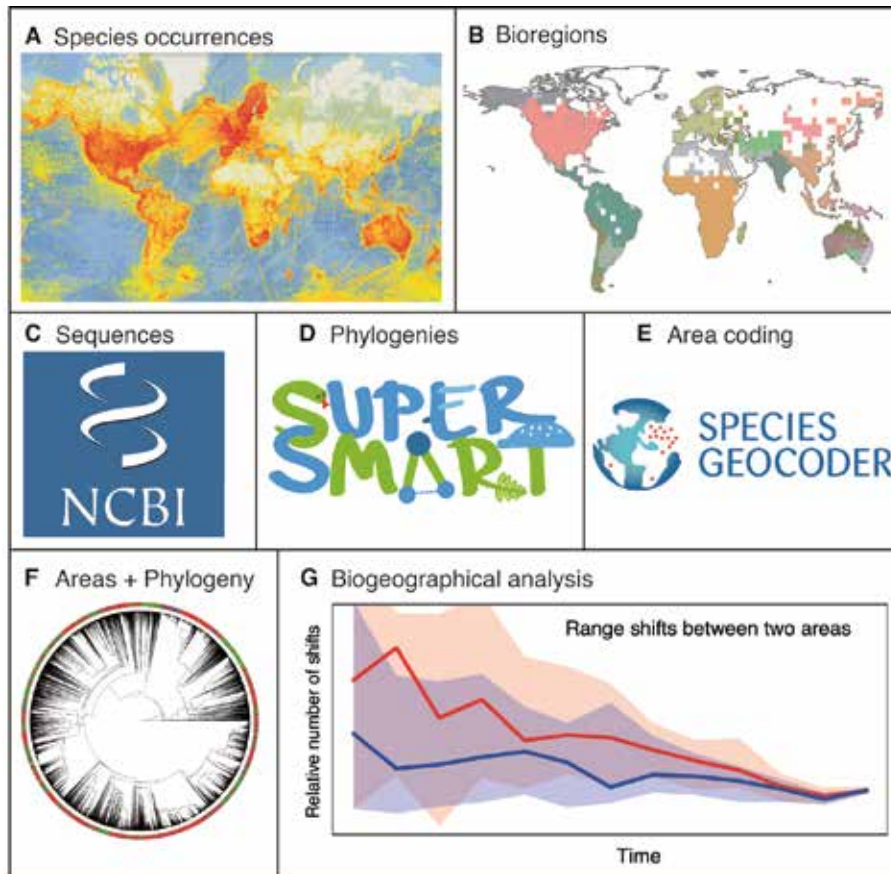 A Species occurrences
B Bioregions
C Sequences
NCBI
D Phylogenies
SUPER
SMART
E Area coding
SPECIES
GEOCODER
F Areas + Phylogeny
G Biogeographical analysis
Range shifts between two areas
Relative number of shifts
Time